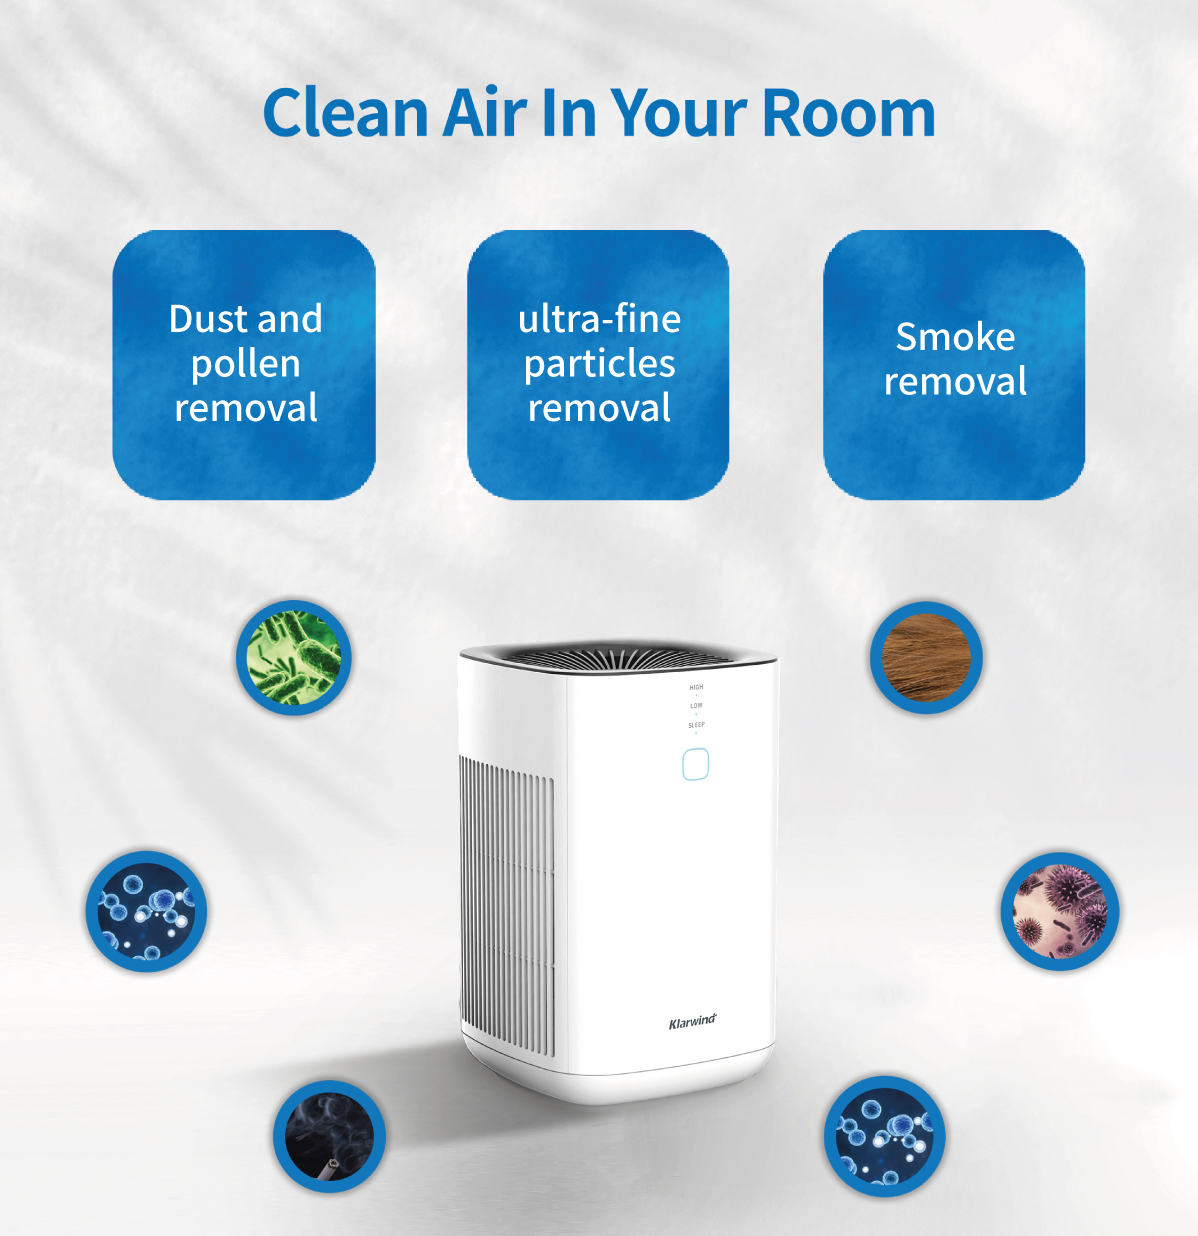 Clean Air In Your Room
Dust and
pollen
removal
ultra-fine
particles
removal
Smoke
removal
HIGH
LOW
SLEEP
Klarwind